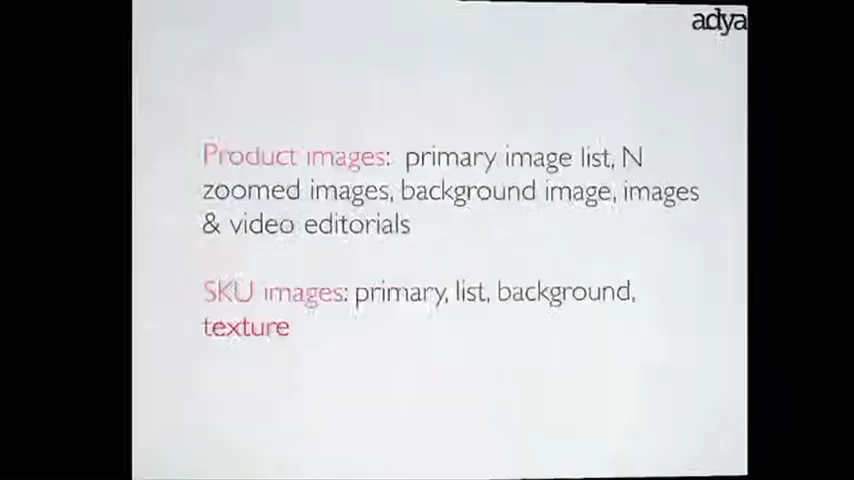 adya
Product images: primary image list, N
zoomed images, background image, images
& video editorials
SKU images: primary, list, background,
texture